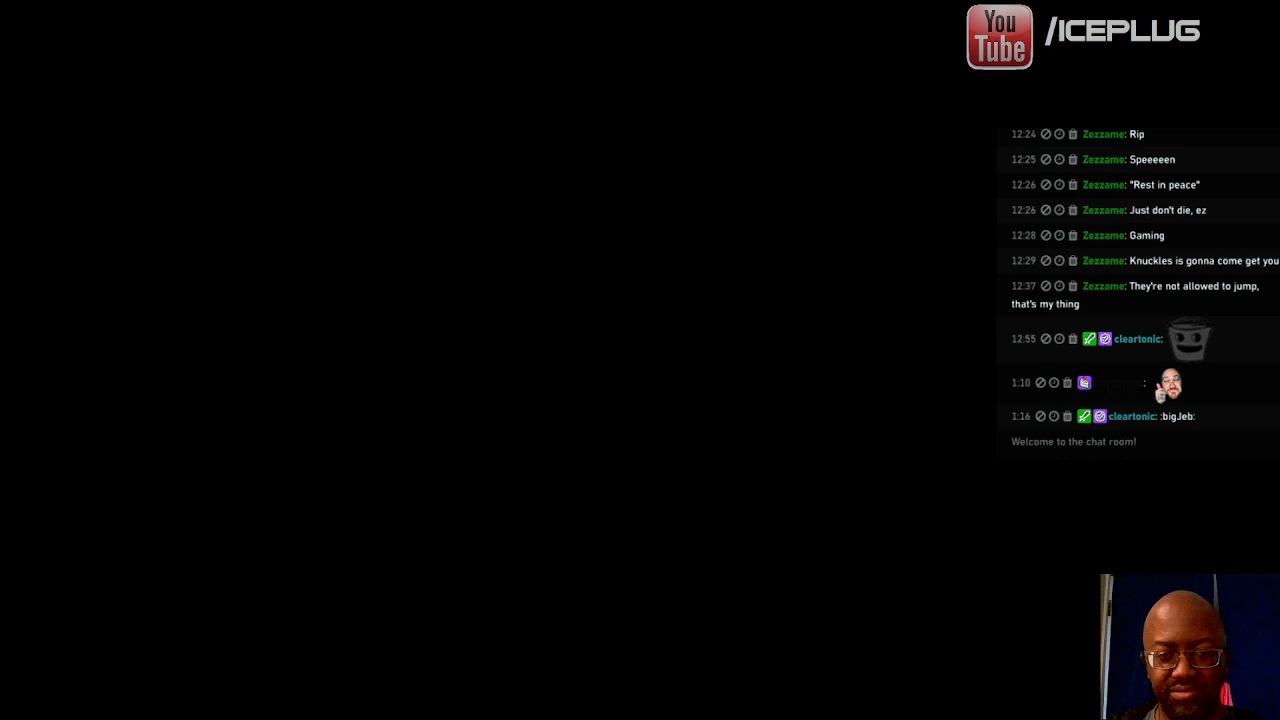 You
Tube
/ICEPLUG
12:24 Zezzame: Rip
12:25 Zezzame: Speeeeen
12:26 Zezzame: "Rest in peace"
12:26 Zezzame: Just don't die, ez
12:28 Zezzame: Gaming
12:29 Zezzame: Knuckles is gonna come get you
12:37 Zezzame: They're not allowed to jump,
that's my thing
12:55 cleartonic:
1:10 :
1:16 cleartonic: :bigJeb:
Welcome to the chat room!